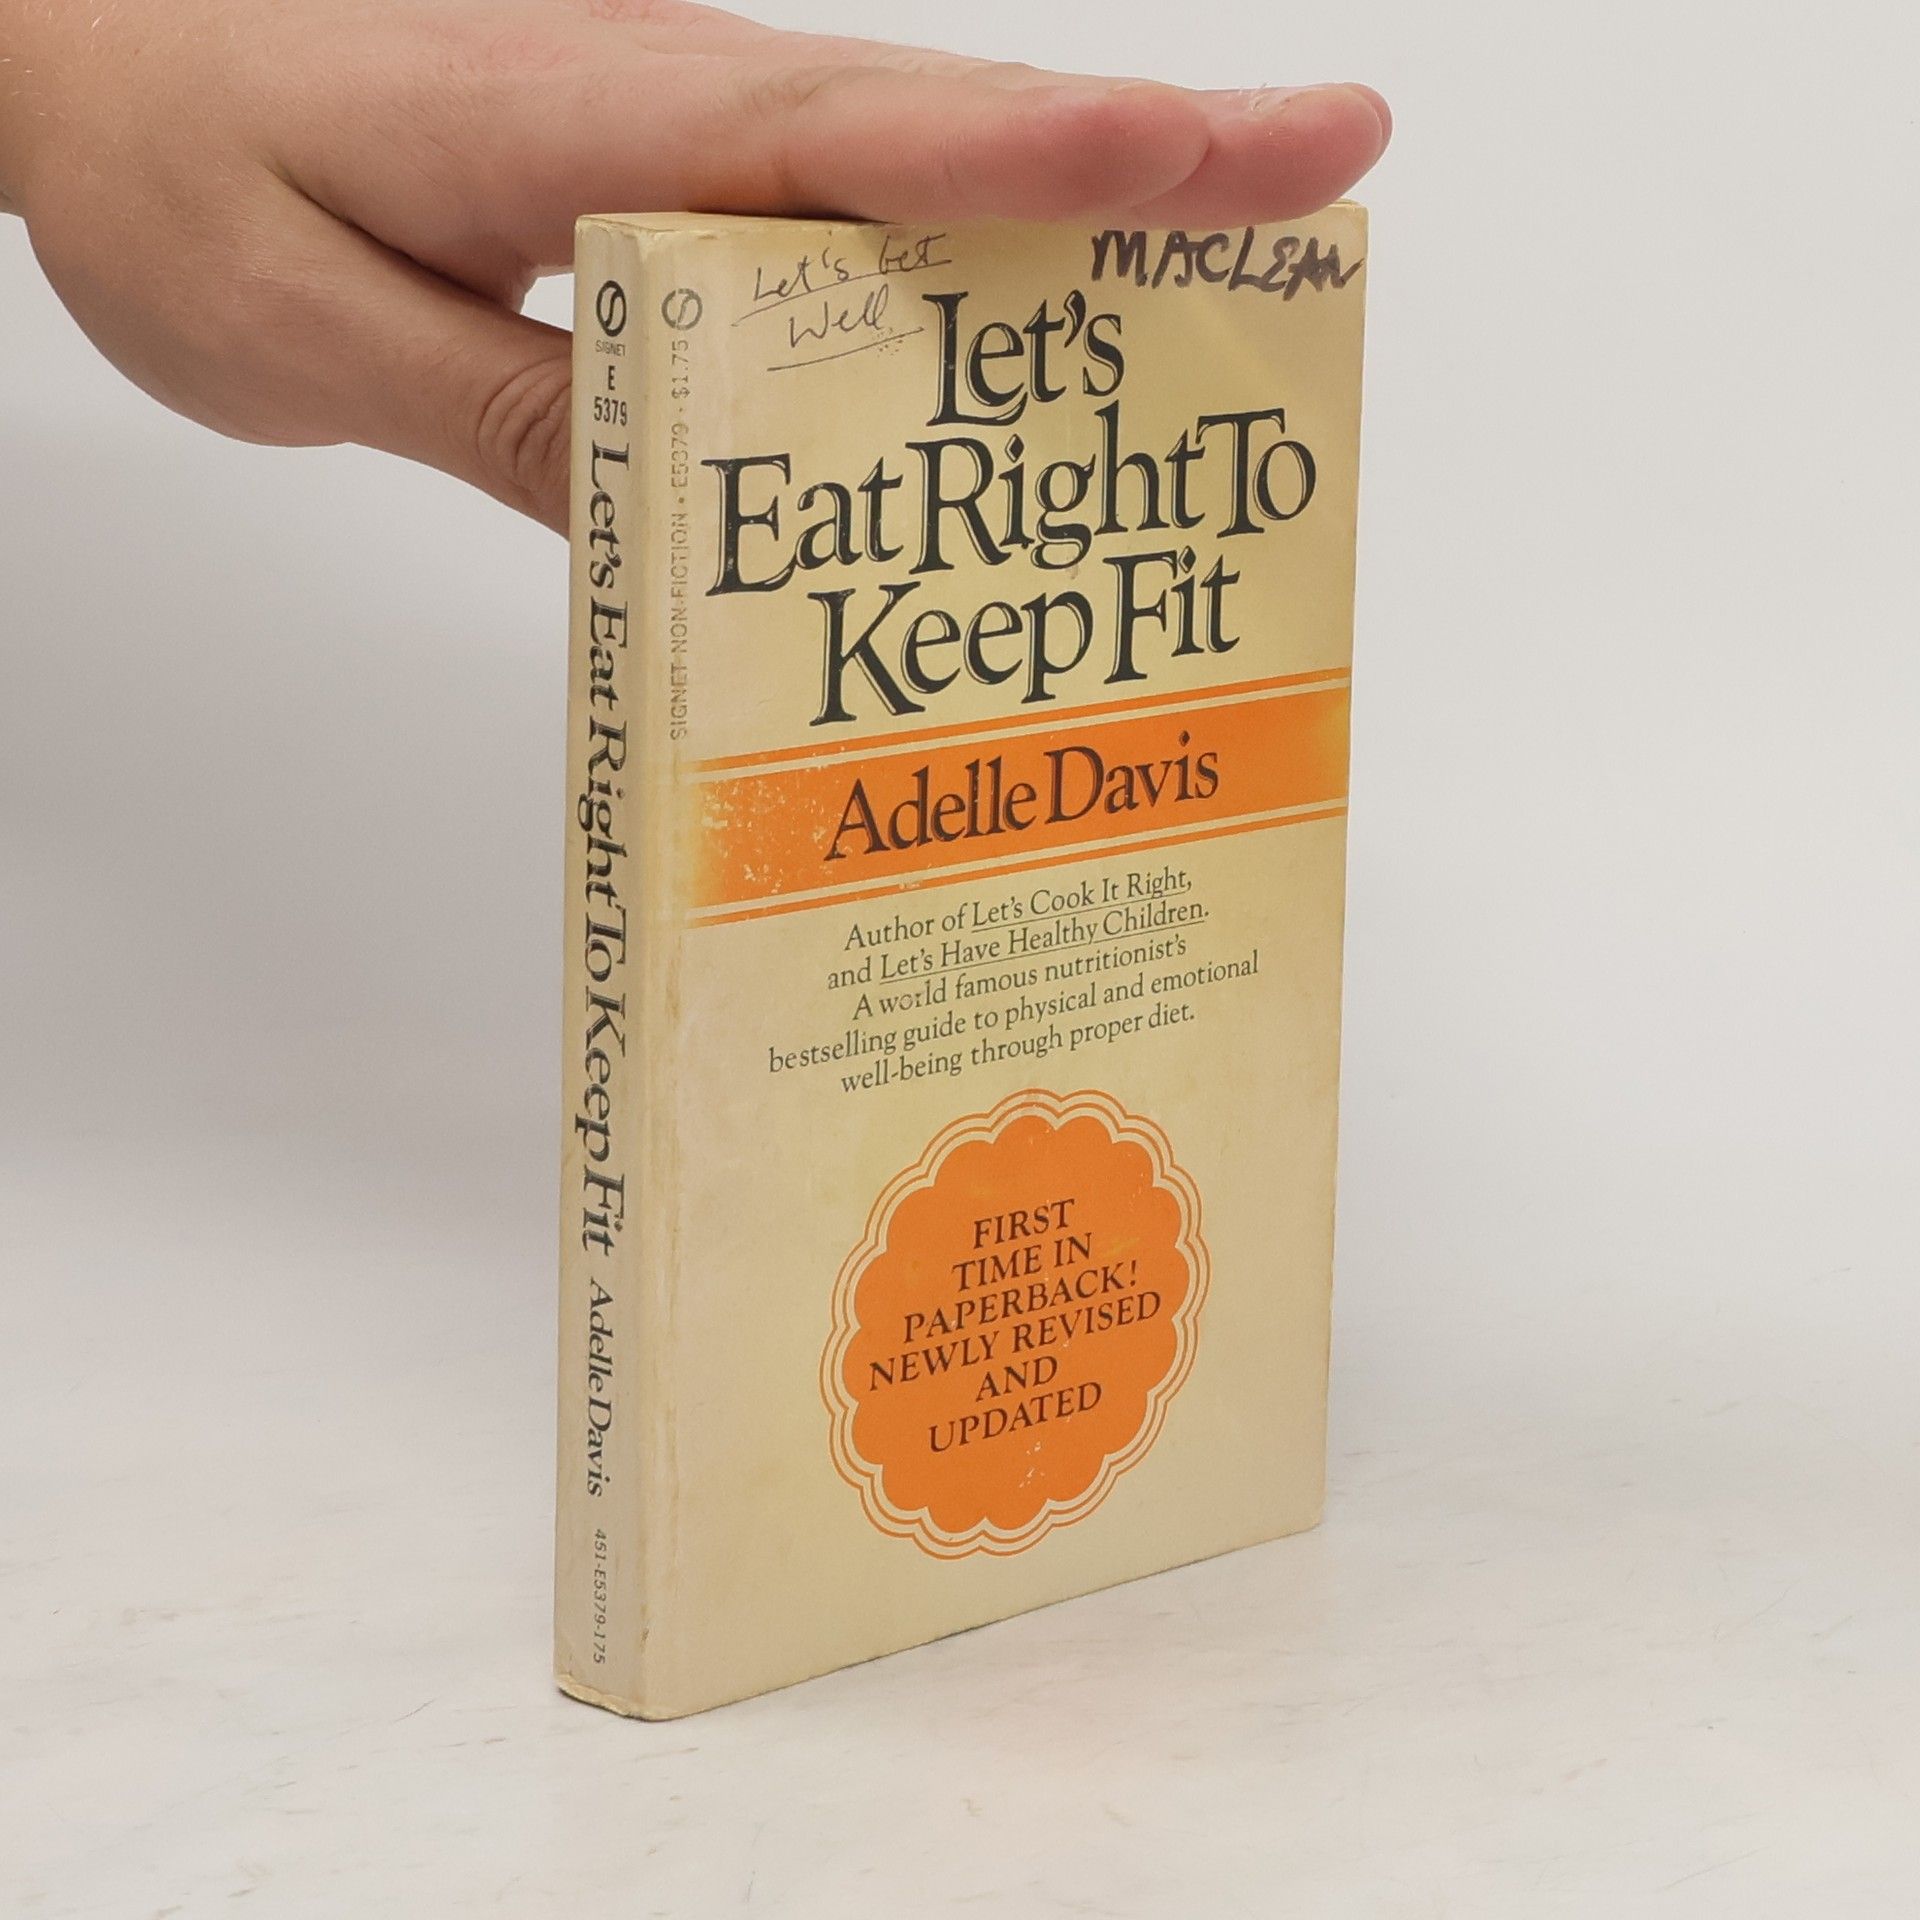 SIGNET
E
5379
Let's Eat Right To Keep Fit Adelle Davis
451-E5379-175
SIGNET NON-FICTION • E5379 • $1.75
Let's Get
Well
MACLEAN
Let's
Eat Right To
Keep Fit
Adelle Davis
Author of Let's Cook It Right,
and Let's Have Healthy Children.
A world famous nutritionist's
bestselling guide to physical and emotional
well-being through proper diet.
FIRST
TIME IN
PAPERBACK!
NEWLY REVISED
AND
UPDATED